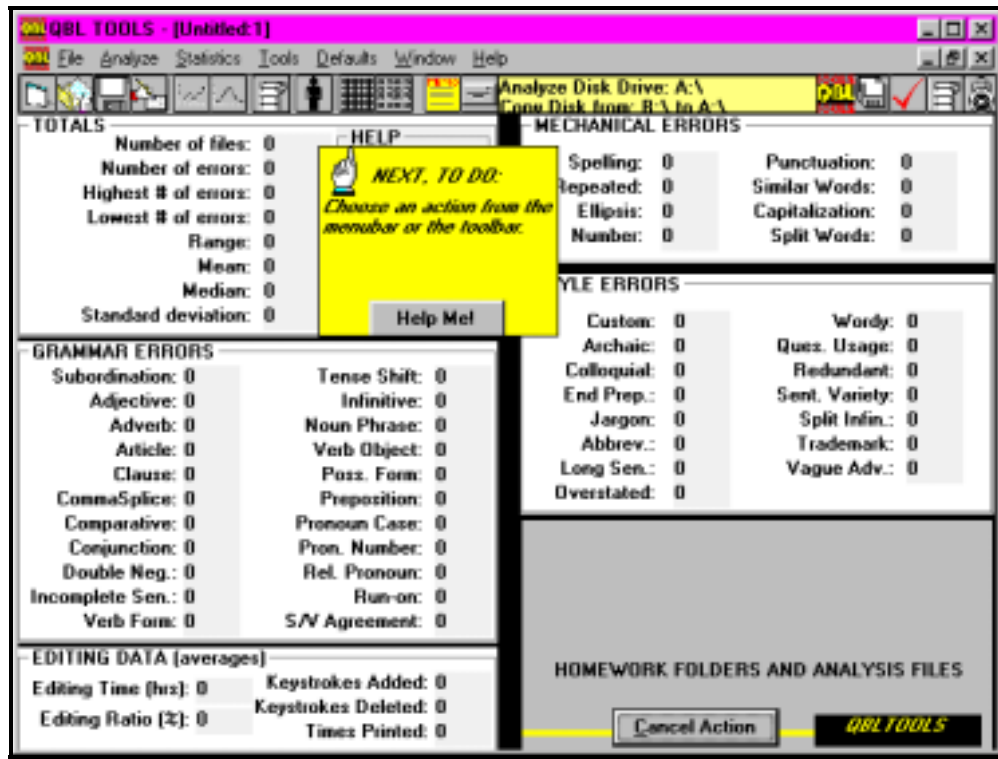 QBL QBL TOOLS - [Untitled:1]
QBL File Analyze Statistics Tools Defaults Window Help
Analyze Disk Drive: A:\
Copy Disk from: B:\ to A:\
QBL
TOTALS
Number of files: 0
Number of errors: 0
Highest # of errors: 0
Lowest # of errors: 0
Range: 0
Mean: 0
Median: 0
Standard deviation: 0
HELP
NEXT, TO DO:
Choose an action from the
menubar or the toolbar.
Help Me!
MECHANICAL ERRORS
Spelling: 0 Punctuation: 0
Repeated: 0 Similar Words: 0
Ellipsis: 0 Capitalization: 0
Number: 0 Split Words: 0
YLE ERRORS
Custom: 0 Wordy: 0
Archaic: 0 Ques. Usage: 0
Colloquial: 0 Redundant: 0
End Prep.: 0 Sent. Variety: 0
Jargon: 0 Split Infin.: 0
Abbrev.: 0 Trademark: 0
Long Sen.: 0 Vague Adv.: 0
Overstated: 0
GRAMMAR ERRORS
Subordination: 0 Tense Shift: 0
Adjective: 0 Infinitive: 0
Adverb: 0 Noun Phrase: 0
Article: 0 Verb Object: 0
Clause: 0 Poss. Form: 0
CommaSplice: 0 Preposition: 0
Comparative: 0 Pronoun Case: 0
Conjunction: 0 Pron. Number: 0
Double Neg.: 0 Rel. Pronoun: 0
Incomplete Sen.: 0 Run-on: 0
Verb Form: 0 S/V Agreement: 0
EDITING DATA (averages)
Editing Time (hrs): 0 Keystrokes Added: 0
Editing Ratio (%): 0 Keystrokes Deleted: 0
Times Printed: 0
HOMEWORK FOLDERS AND ANALYSIS FILES
Cancel Action QBLTOOLS